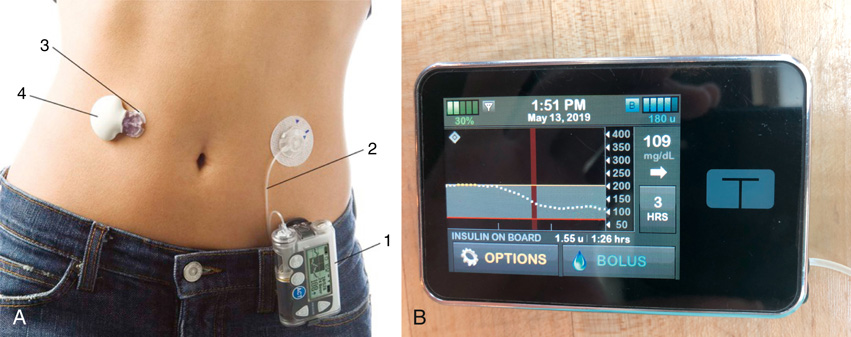 3
4
2
1
A
B
30%
1:51 PM
May 13, 2019
B
180 u
400
350
300
250
200
150
100
50
109
mg/dL
3
HRS
INSULIN ON BOARD 1.55 u | 1:26 hrs
OPTIONS
BOLUS